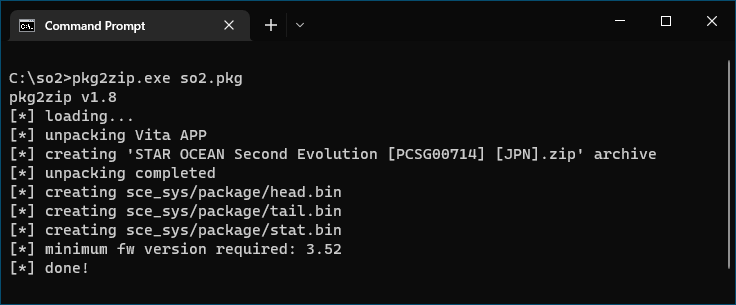 Command Prompt
C:\so2>pkg2zip.exe so2.pkg
pkg2zip v1.8
[*] loading...
[*] unpacking Vita APP
[*] creating 'STAR OCEAN Second Evolution [PCSG00714] [JPN].zip' archive
[*] unpacking completed
[*] creating sce_sys/package/head.bin
[*] creating sce_sys/package/tail.bin
[*] creating sce_sys/package/stat.bin
[*] minimum fw version required: 3.52
[*] done!